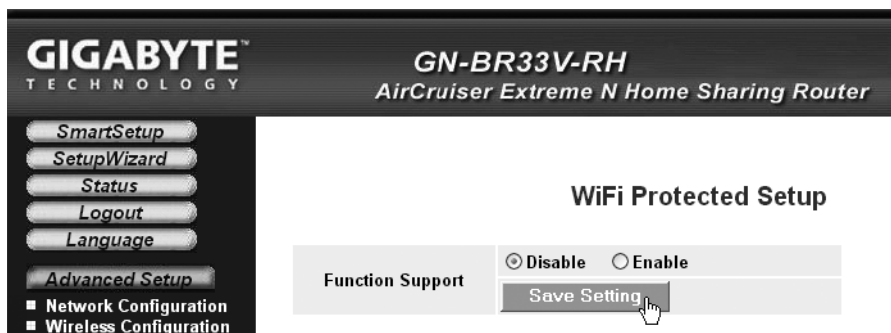 GIGABYTE™
TECHNOLOGY
GN-BR33V-RH
AirCruiser Extreme N Home Sharing Router
SmartSetup
SetupWizard
Status
Logout
Language
Advanced Setup
Network Configuration
Wireless Configuration
WiFi Protected Setup
Function Support
Disable Enable
Save Setting